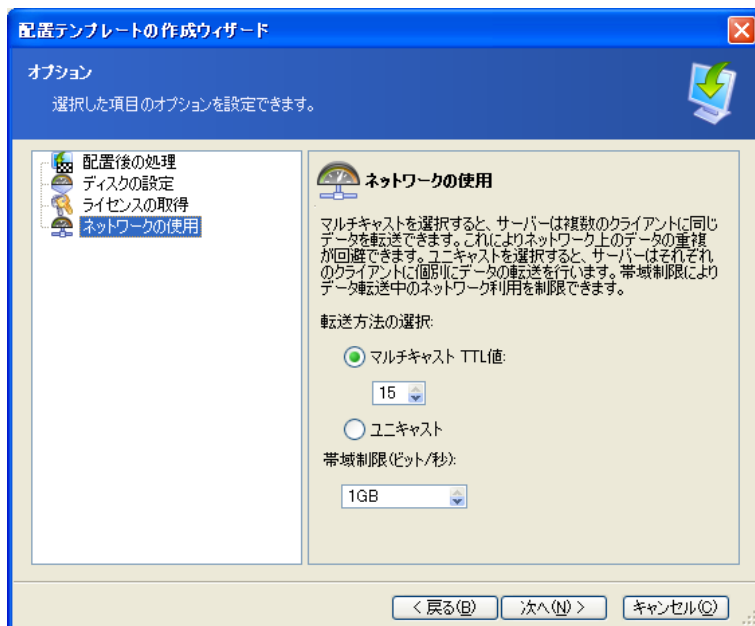 配置テンプレートの作成ウィザード
オプション
選択した項目のオプションを設定できます。
配置後の処理
ディスクの設定
ライセンスの取得
ネットワークの使用
ネットワークの使用
マルチキャストを選択すると、サーバーは複数のクライアントに同じ
データを転送できます。これによりネットワーク上のデータの重複
が回避できます。ユニキャストを選択すると、サーバーはそれぞれ
のクライアントに個別にデータの転送を行います。帯域制限により
データ転送中のネットワーク利用を制限できます。
転送方法の選択:
マルチキャスト TTL値:
15
ユニキャスト
帯域制限(ビット/秒):
1GB
< 戻る(B)
次へ(N) >
キャンセル(C)